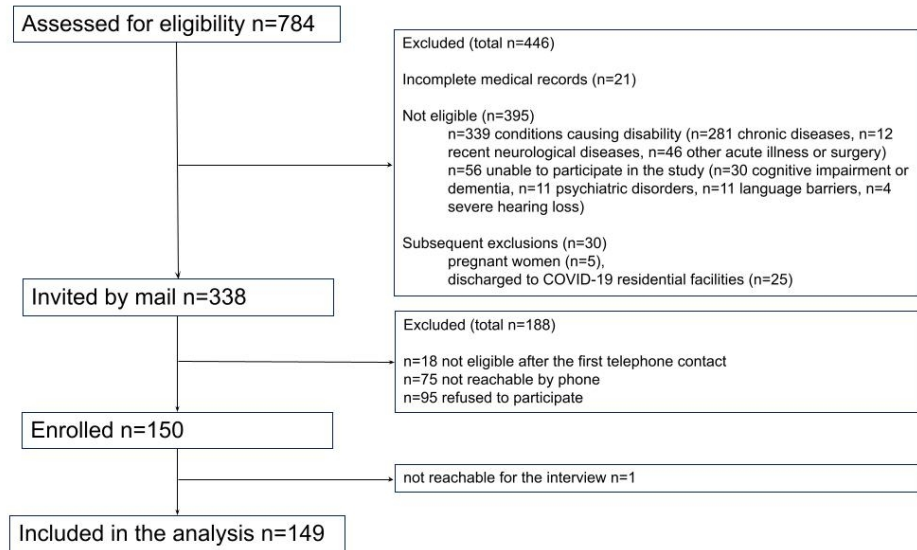 Assessed for eligibility n=784
Excluded (total n=446)
Incomplete medical records (n=21)
Not eligible (n=395)
n=339 conditions causing disability (n=281 chronic diseases, n=12
recent neurological diseases, n=46 other acute illness or surgery)
n=56 unable to participate in the study (n=30 cognitive impairment or
dementia, n=11 psychiatric disorders, n=11 language barriers, n=4
severe hearing loss)
Subsequent exclusions (n=30)
pregnant women (n=5),
discharged to COVID-19 residential facilities (n=25)
Invited by mail n=338
Excluded (total n=188)
n=18 not eligible after the first telephone contact
n=75 not reachable by phone
n=95 refused to participate
Enrolled n=150
not reachable for the interview n=1
Included in the analysis n=149